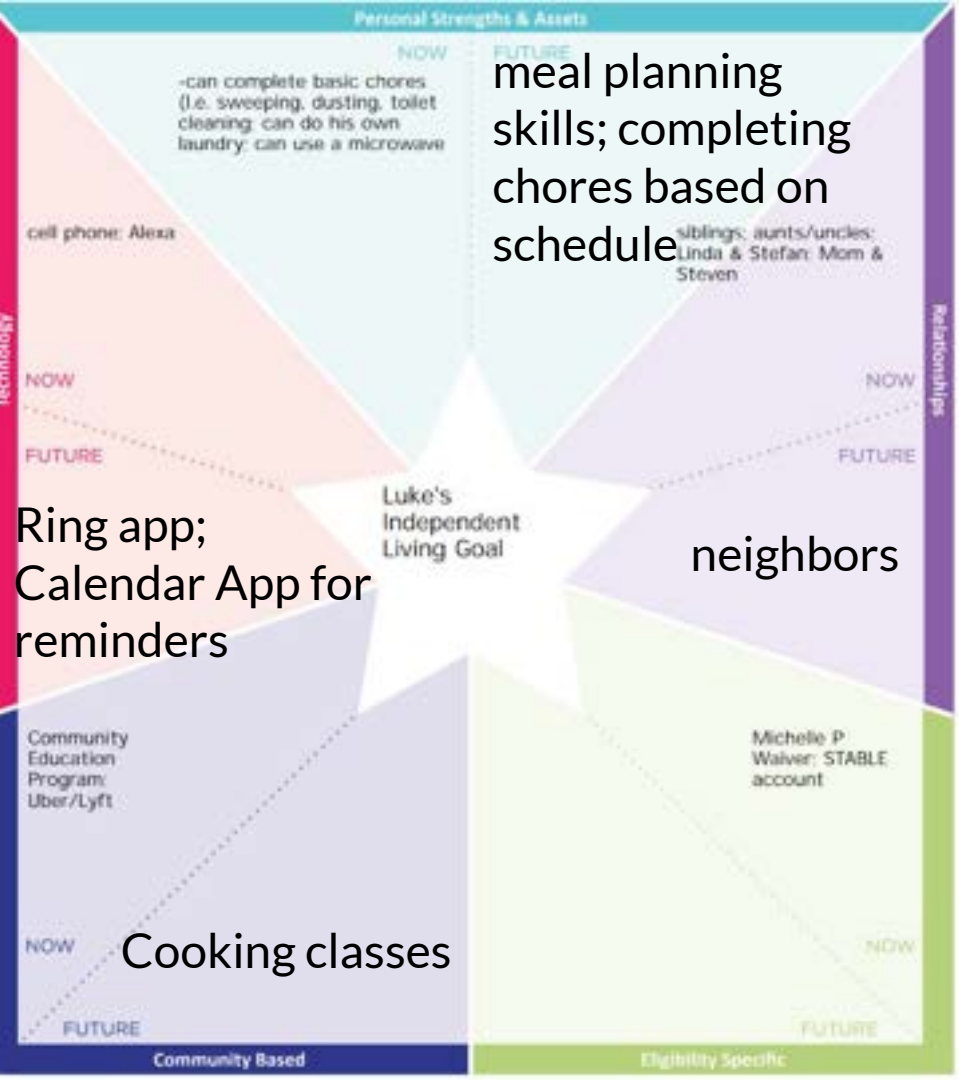 Personal Strengths & Assets
NOW
FUTURE
-can complete basic chores
(I.e. sweeping, dusting, toilet
cleaning; can do his own
laundry; can use a microwave
meal planning
skills; completing
chores based on
schedule
cell phone: Alexa
siblings; aunts/uncles:
Linda & Stefan: Mom &
Steven
Technology
Relationships
NOW
FUTURE
NOW
FUTURE
Luke's
Independent
Living Goal
Ring app;
Calendar App for
reminders
neighbors
Community
Education
Program:
Uber/Lyft
Michelle P
Waiver: STABLE
account
NOW
Cooking classes
FUTURE
NOW
FUTURE
Community Based
Eligibility Specific